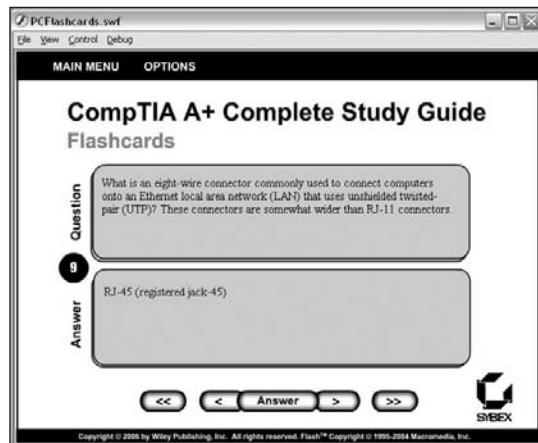 PCFlashcards.swf
File View Control Debug
MAIN MENU OPTIONS
CompTIA A+ Complete Study Guide
Flashcards
Question
What is an eight-wire connector commonly used to connect computers
onto an Ethernet local area network (LAN) that uses unshielded twisted-
pair (UTP)? These connectors are somewhat wider than RJ-11 connectors.
9
Answer
RJ-45 (registered jack-45)
<< < Answer > >>
SYBEX
Copyright © 2006 by Wiley Publishing, Inc. All rights reserved. Flash™ Copyright © 1995-2004 Macromedia, Inc.